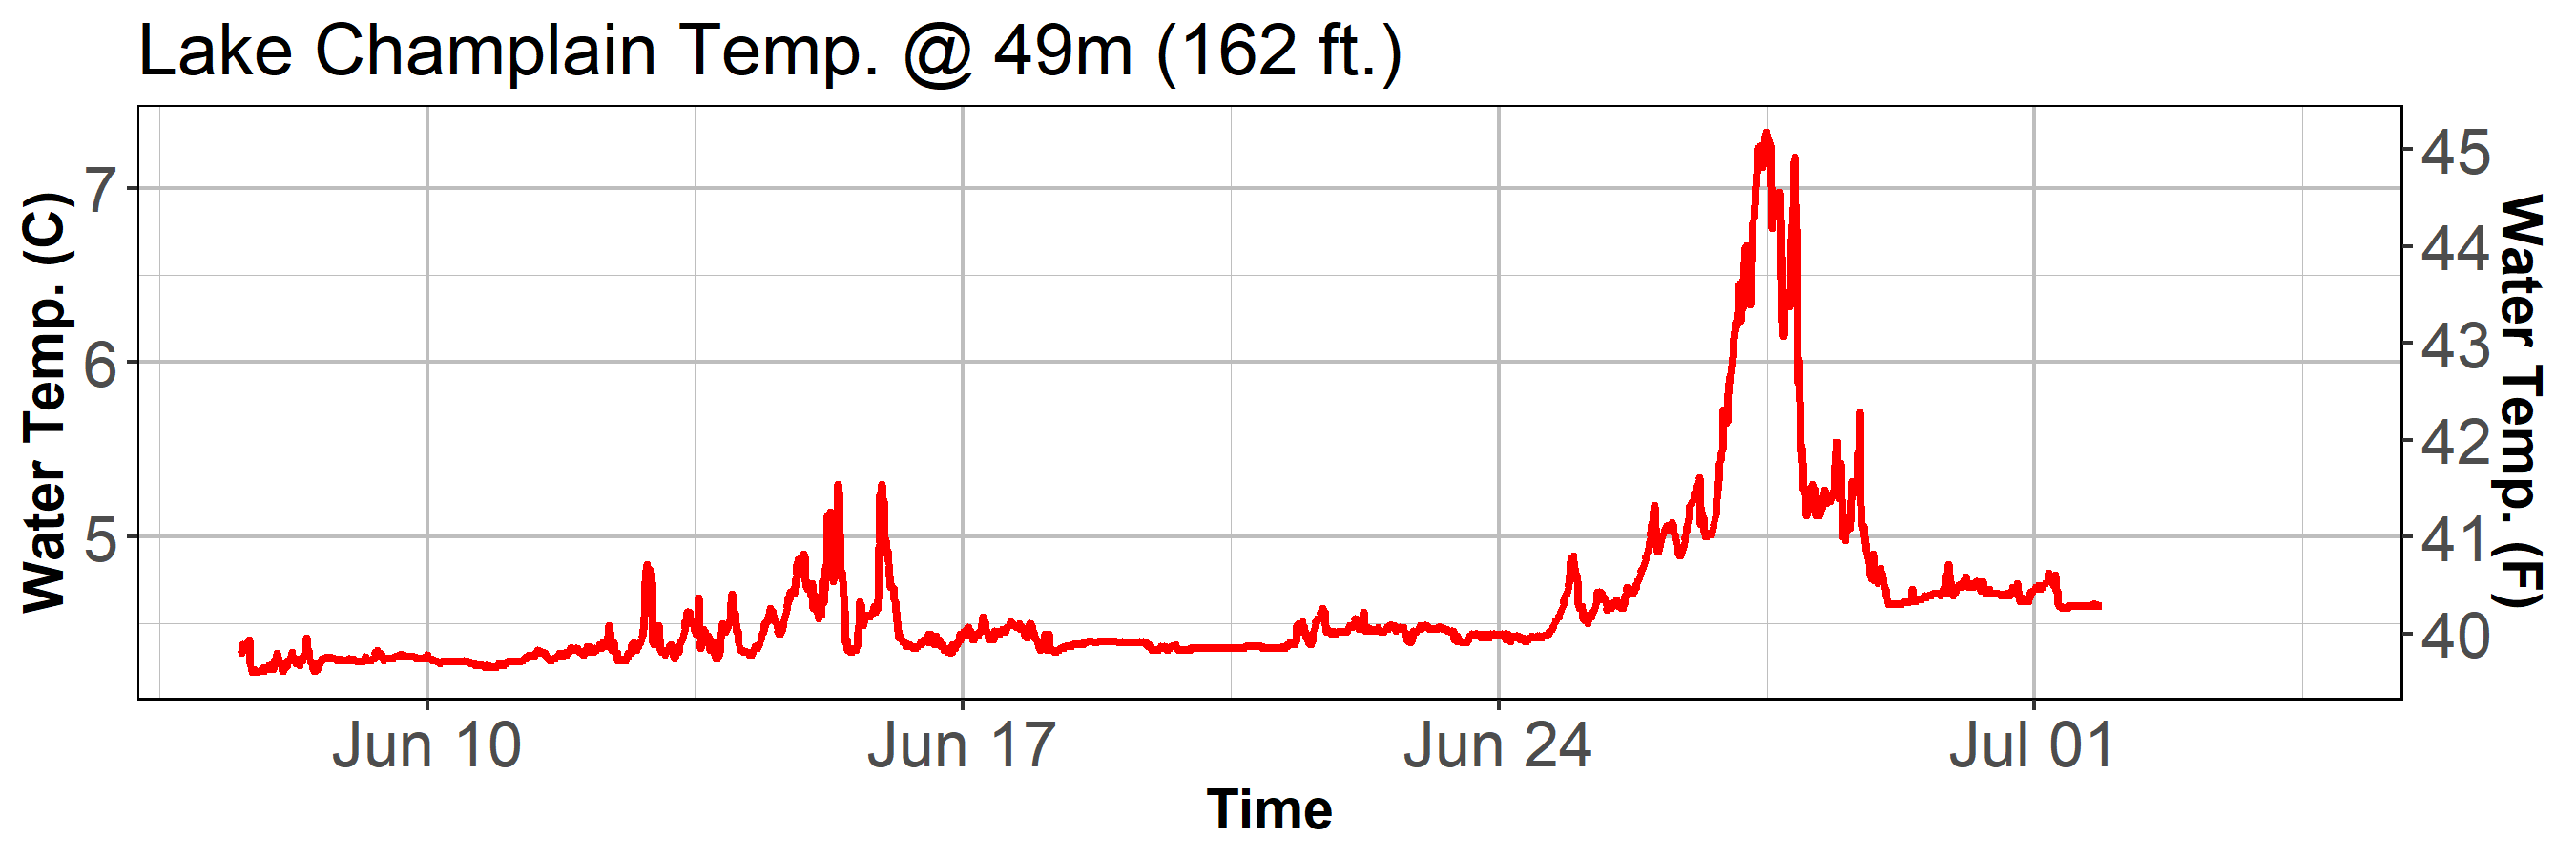 Lake Champlain Temp. @ 49m (162 ft.)
Water Temp. (C)
7
6
5
45
44
43
42
41
40
Water Temp. (F)
Jun 10
Jun 17
Jun 24
Jul 01
Time